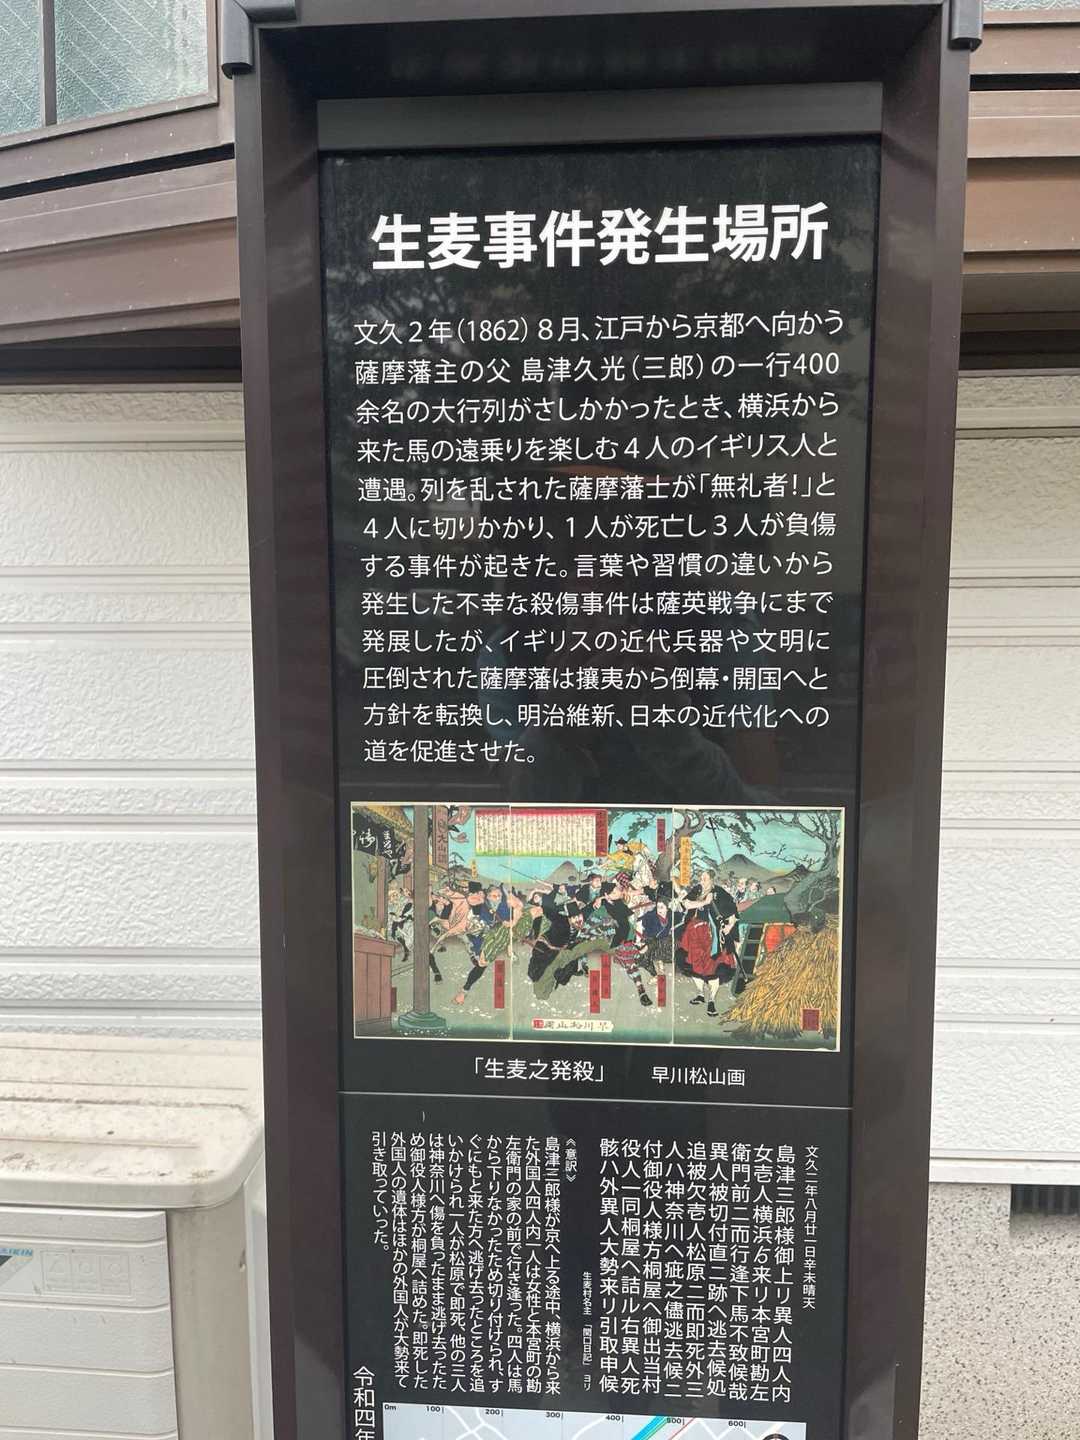 生麦事件発生場所
文久２年（1862）８月、江戸から京都へ向かう
薩摩藩主の父 島津久光（三郎）の一行400
余名の大行列がさしかかったとき、横浜から
来た馬の遠乗りを楽しむ４人のイギリス人と
遭遇。列を乱された薩摩藩士が「無礼者！」と
４人に切りかかり、１人が死亡し３人が負傷
する事件が起きた。言葉や習慣の違いから
発生した不幸な殺傷事件は薩英戦争にまで
発展したが、イギリスの近代兵器や文明に
圧倒された薩摩藩は攘夷から倒幕・開国へと
方針を転換し、明治維新、日本の近代化への
道を促進させた。
「生麦之発殺」 早川松山画
文久二年八月廿一日辛未晴天
島津三郎様御上リ異人四人内
女壱人横浜ゟ来リ本宮町勘左
衛門前ニ而行逢下馬不致候哉
異人被切付直ニ跡へ逃去候処
追被欠壱人松原ニ而即死外三
人ハ神奈川へ疵之儘逃去候ニ
付御役人様方桐屋へ御出当村
役人一同桐屋へ詰ル右異人死
骸ハ外異人大勢来リ引取申候
生麦村名主 「関口日記」 ヨリ
《意訳》
島津三郎様が京へ上る途中、横浜から来
た外国人四人内一人は女性と本宮町の勘
左衛門の家の前で行き逢った。四人は馬
から下りなかったため切り付けられ、す
ぐにもと来た方へ逃げ去ったところを追
いかけられ一人が松原で即死、他の三人
は神奈川へ傷を負ったまま逃げ去ったた
め御役人様方が桐屋へ詰めた。即死した
外国人の遺体はほかの外国人が大勢来て
引き取っていった。
令和四年
0m 100 200 300 400 500 600
DAIKIN